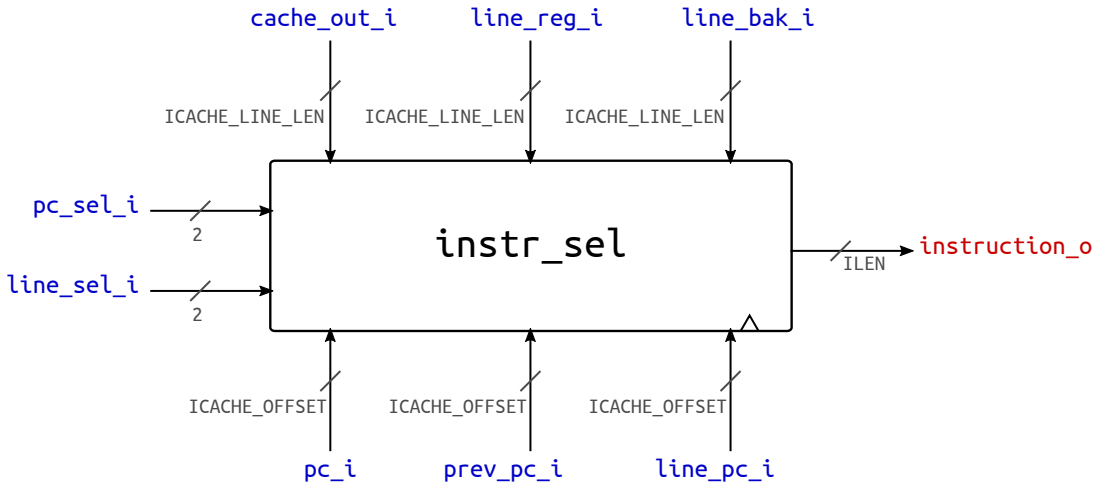 cache_out_i line_reg_i line_bak_i
ICACHE_LINE_LEN ICACHE_LINE_LEN ICACHE_LINE_LEN
pc_sel_i
2
instr_sel
instruction_o
ILEN
line_sel_i
2
ICACHE_OFFSET ICACHE_OFFSET ICACHE_OFFSET
pc_i prev_pc_i line_pc_i